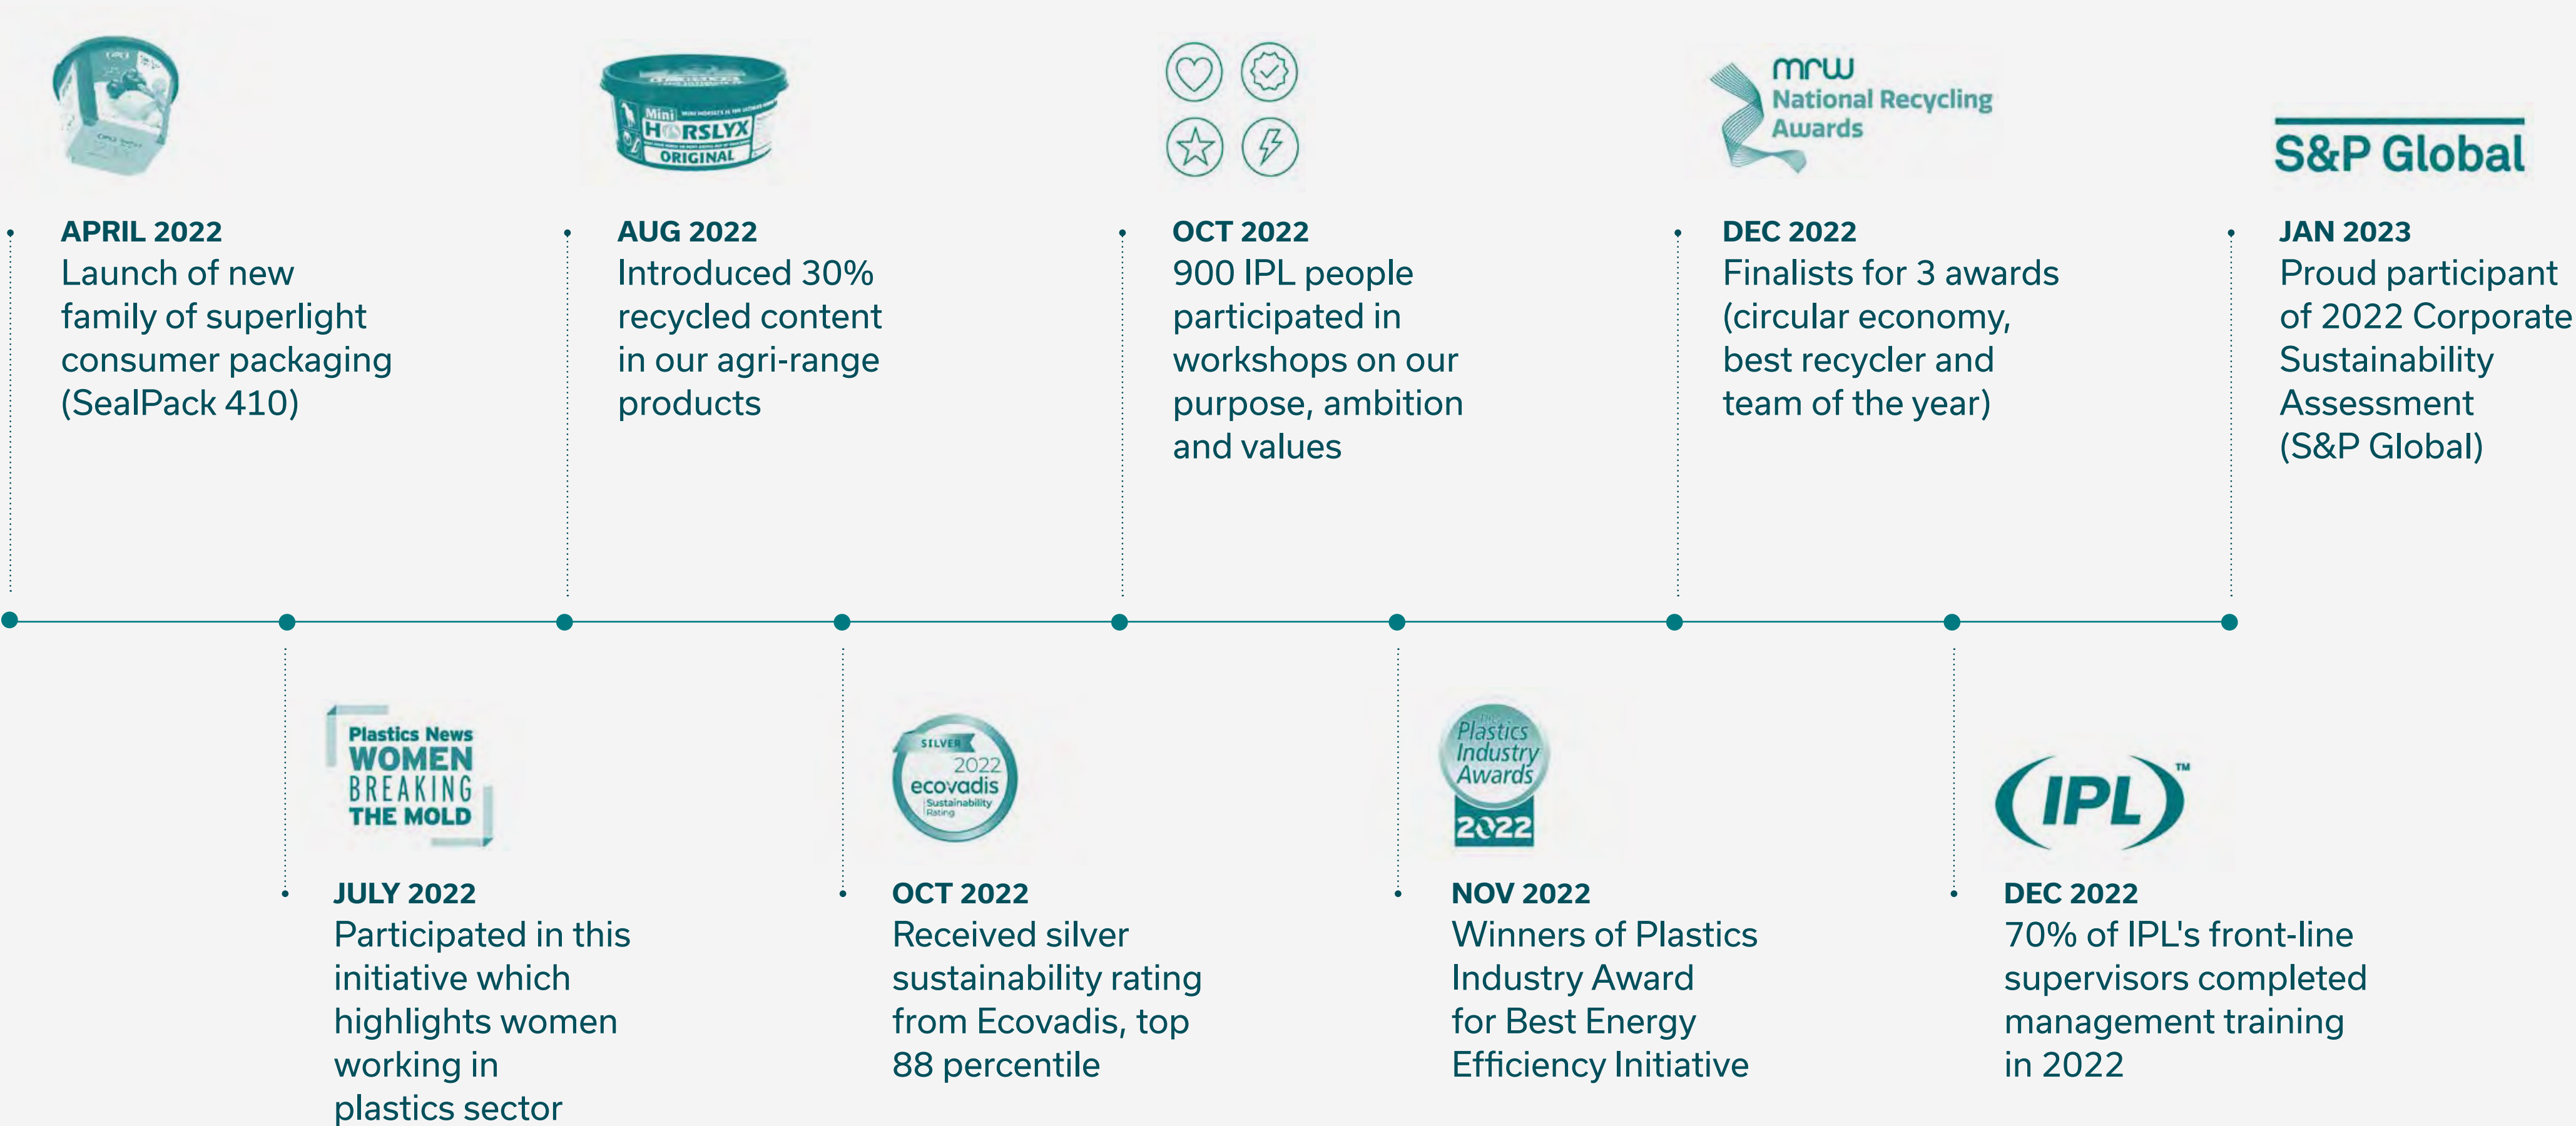 mrw
National Recycling
Awards
S&P Global
Mini
HORSLYX
ORIGINAL
APRIL 2022
Launch of new
family of superlight
consumer packaging
(SealPack 410)
AUG 2022
Introduced 30%
recycled content
in our agri-range
products
OCT 2022
900 IPL people
participated in
workshops on our
purpose, ambition
and values
DEC 2022
Finalists for 3 awards
(circular economy,
best recycler and
team of the year)
JAN 2023
Proud participant
of 2022 Corporate
Sustainability
Assessment
(S&P Global)
Plastics News
WOMEN
BREAKING
THE MOLD
JULY 2022
Participated in this
initiative which
highlights women
working in
plastics sector
SILVER
2022
ecovadis
Sustainability
Rating
OCT 2022
Received silver
sustainability rating
from Ecovadis, top
88 percentile
The
Plastics
Industry
Awards
2022
NOV 2022
Winners of Plastics
Industry Award
for Best Energy
Efficiency Initiative
(IPL)™
DEC 2022
70% of IPL's front-line
supervisors completed
management training
in 2022